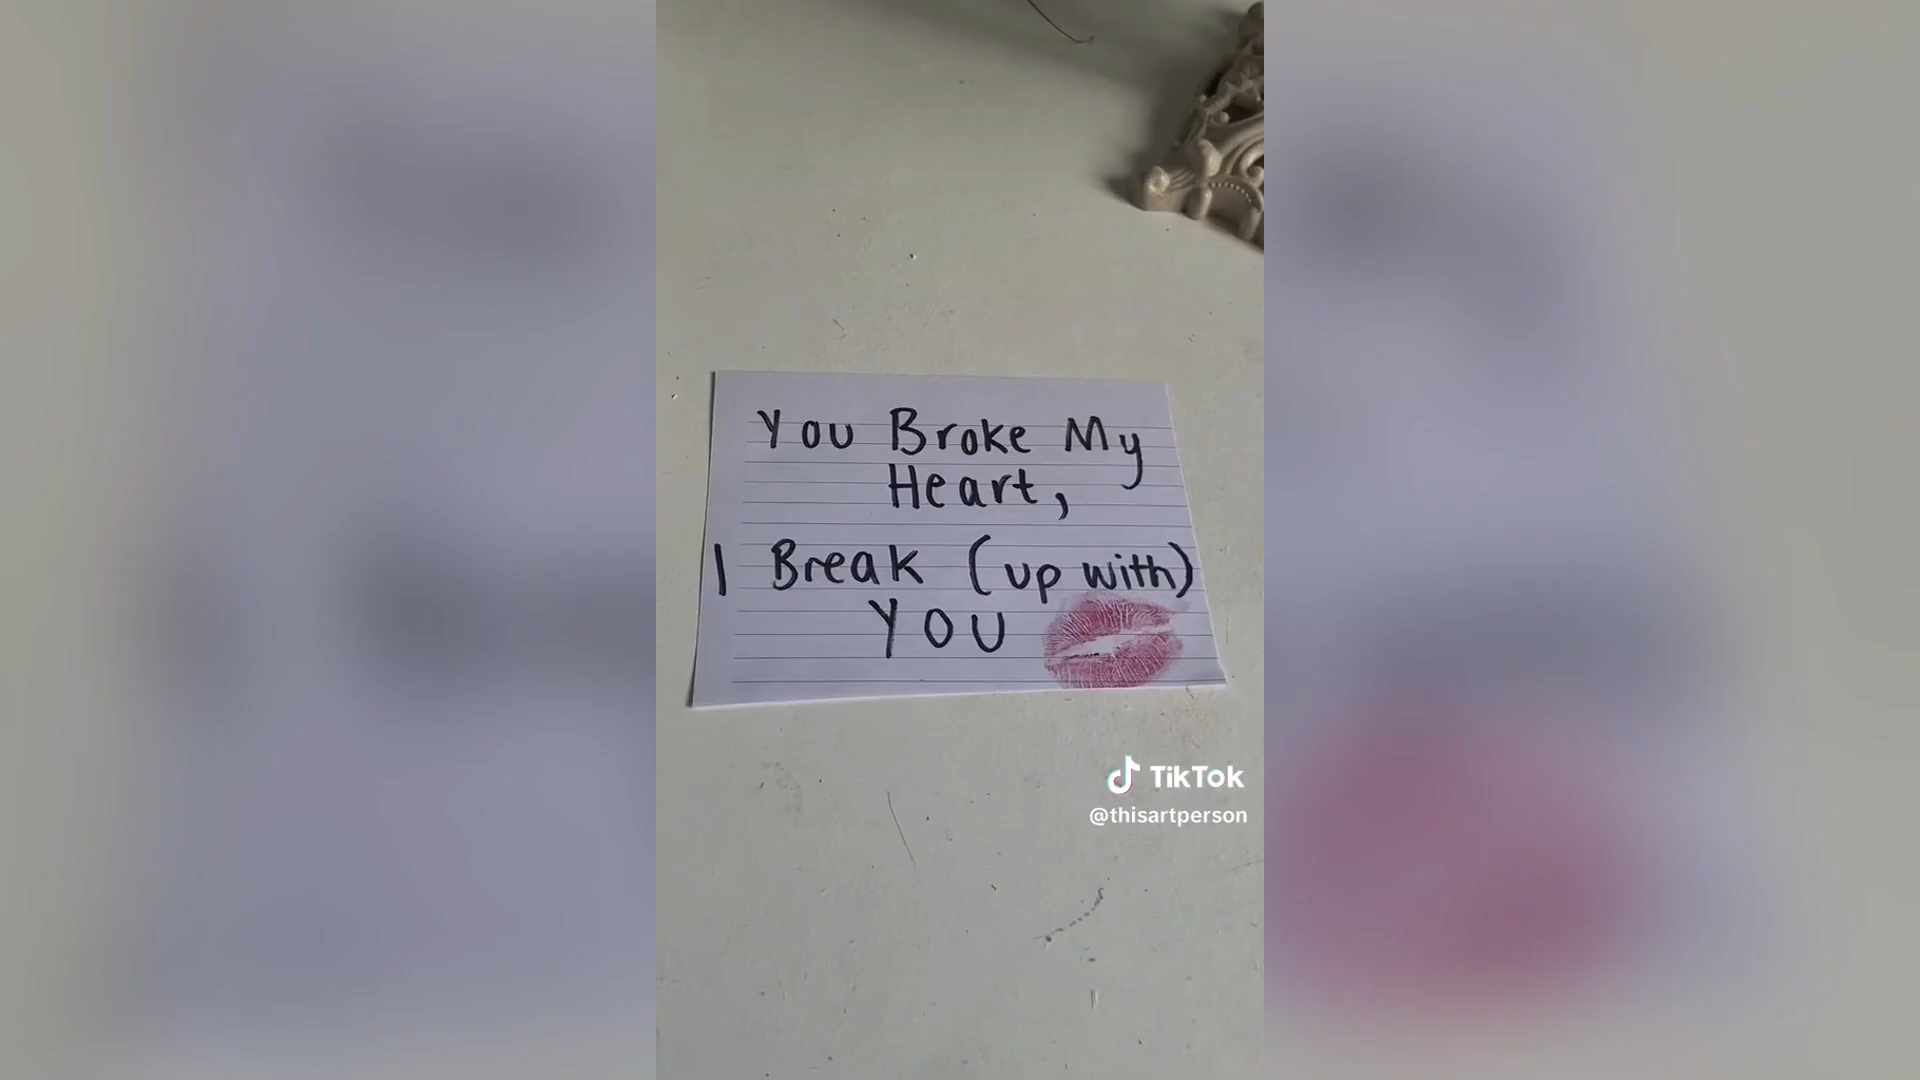 You Broke My
Heart,
I Break (up with)
YOU
TikTok
@thisartperson